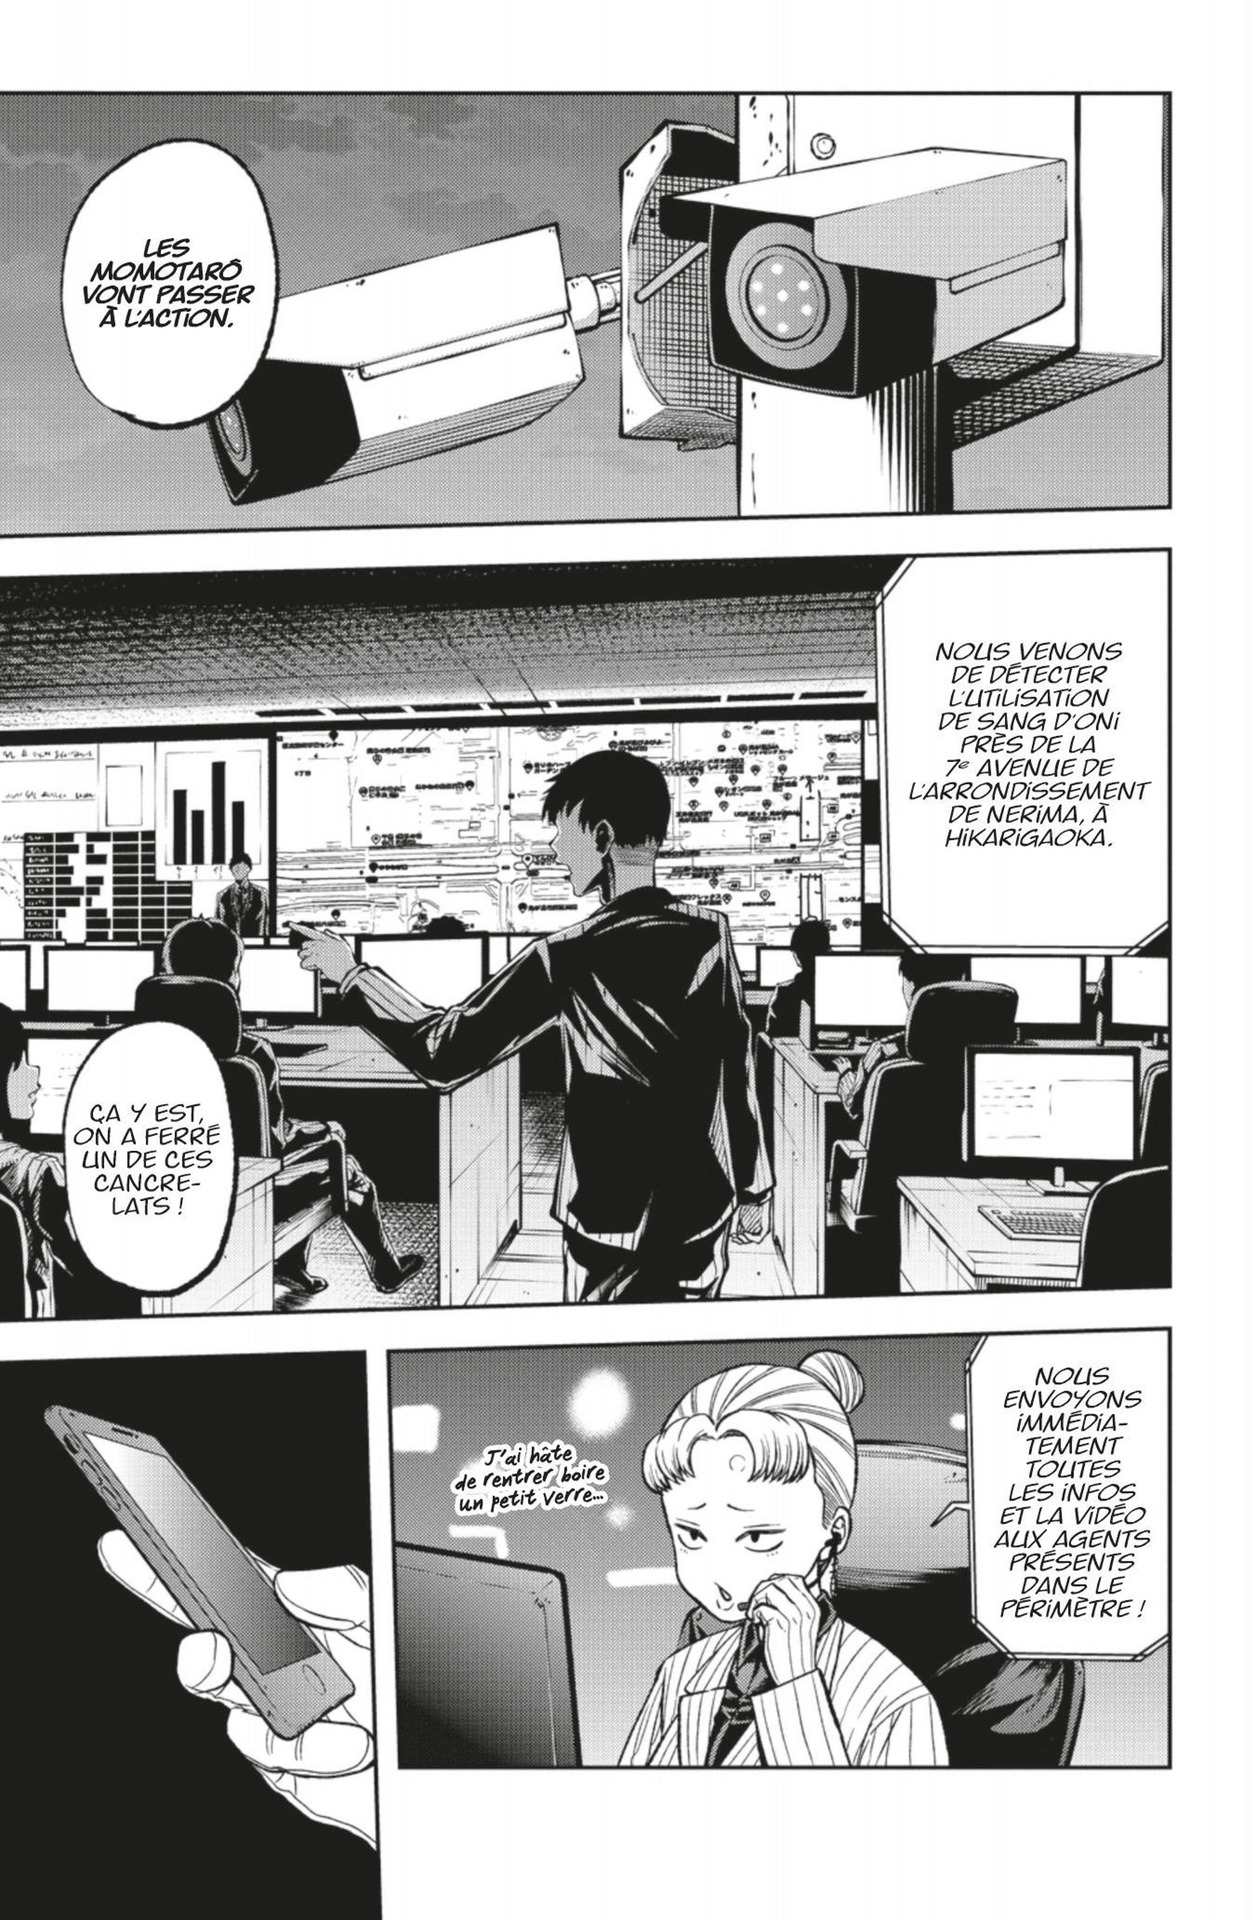 LES
MOMOTARÔ
VONT PASSER
À L'ACTION.
NOUS VENONS
DE DÉTECTER
L'UTILISATION
DE SANG D'ONI
PRÈS DE LA
7e AVENUE DE
L'ARRONDISSEMENT
DE NERIMA, À
HIKARIGAOKA.
ÇA Y EST,
ON A FERRÉ
UN DE CES
CANCRE-
LATS !
NOUS
ENVOYONS
IMMÉDIA-
TEMENT
TOUTES
LES INFOS
ET LA VIDÉO
AUX AGENTS
PRÉSENTS
DANS LE
PÉRIMÈTRE !
J'ai hâte
de rentrer boire
un petit verre...